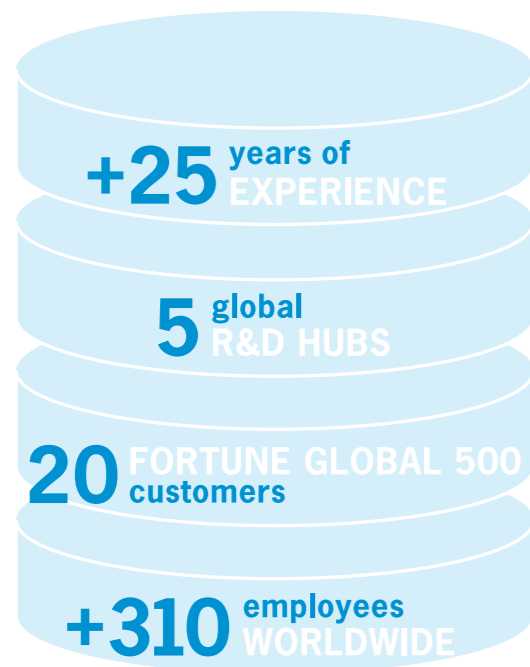 +25 years of
EXPERIENCE
5 global
R&D HUBS
20 FORTUNE GLOBAL 500
customers
+310 employees
WORLDWIDE